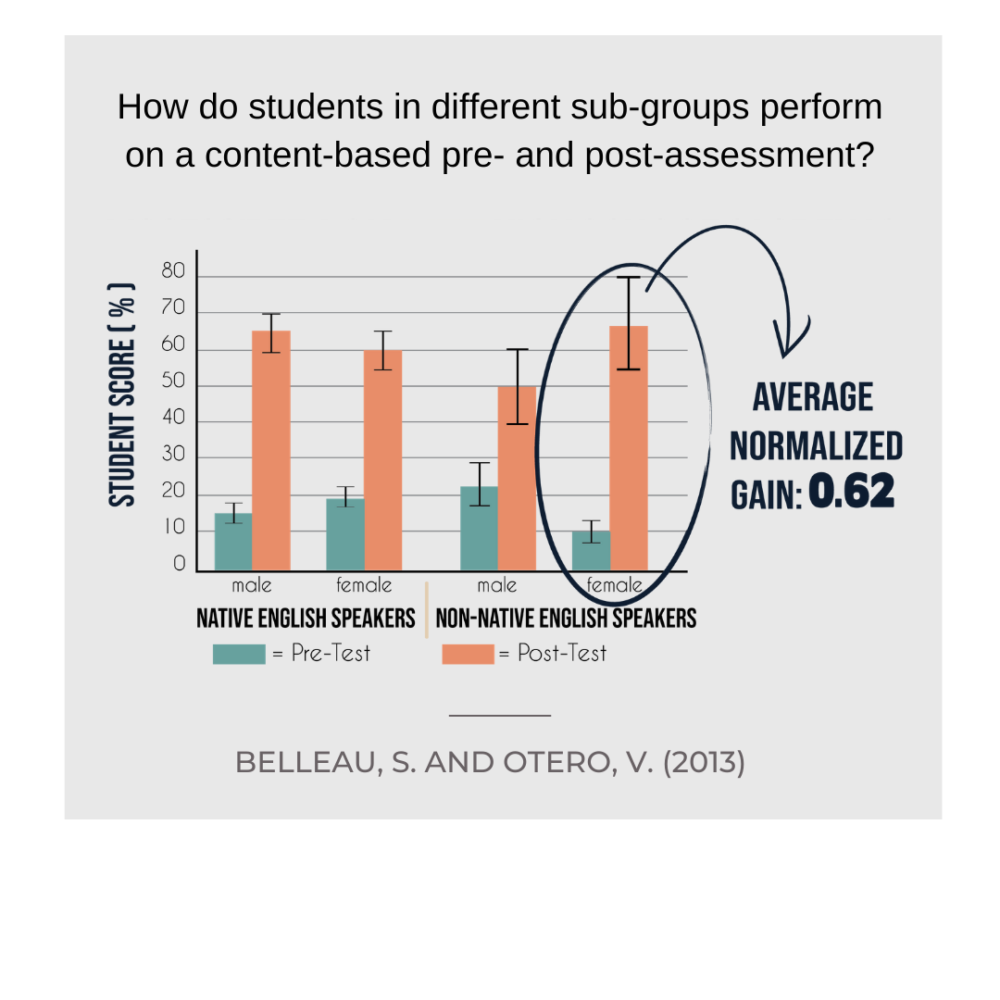 How do students in different sub-groups perform
on a content-based pre- and post-assessment?
STUDENT SCORE ( % )
80
70
60
50
40
30
20
10
0
male
female
male
female
NATIVE ENGLISH SPEAKERS
NON-NATIVE ENGLISH SPEAKERS
= Pre-Test
= Post-Test
AVERAGE
NORMALIZED
GAIN: 0.62
BELLEAU, S. AND OTERO, V. (2013)